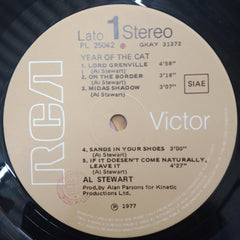 Lato 1 Stereo
PL 25042 GKAY 31372
YEAR OF THE CAT
1. LORD GRENVILLE 4'58"
(Al Stewart)
2. ON THE BORDER 3'18"
(Al Stewart)
3. MIDAS SHADOW 3'07"
(Al Stewart)
SIAE
RCA
Victor
4. SANDS IN YOUR SHOES 3'00"
(Al Stewart)
5. IF IT DOESEN'T COME NATURALLY,
LEAVE IT 4'27"
(Al Stewart)
AL STEWART
Prod. by Alan Parsons for Kinetic
Productions Ltd.
℗ 1977